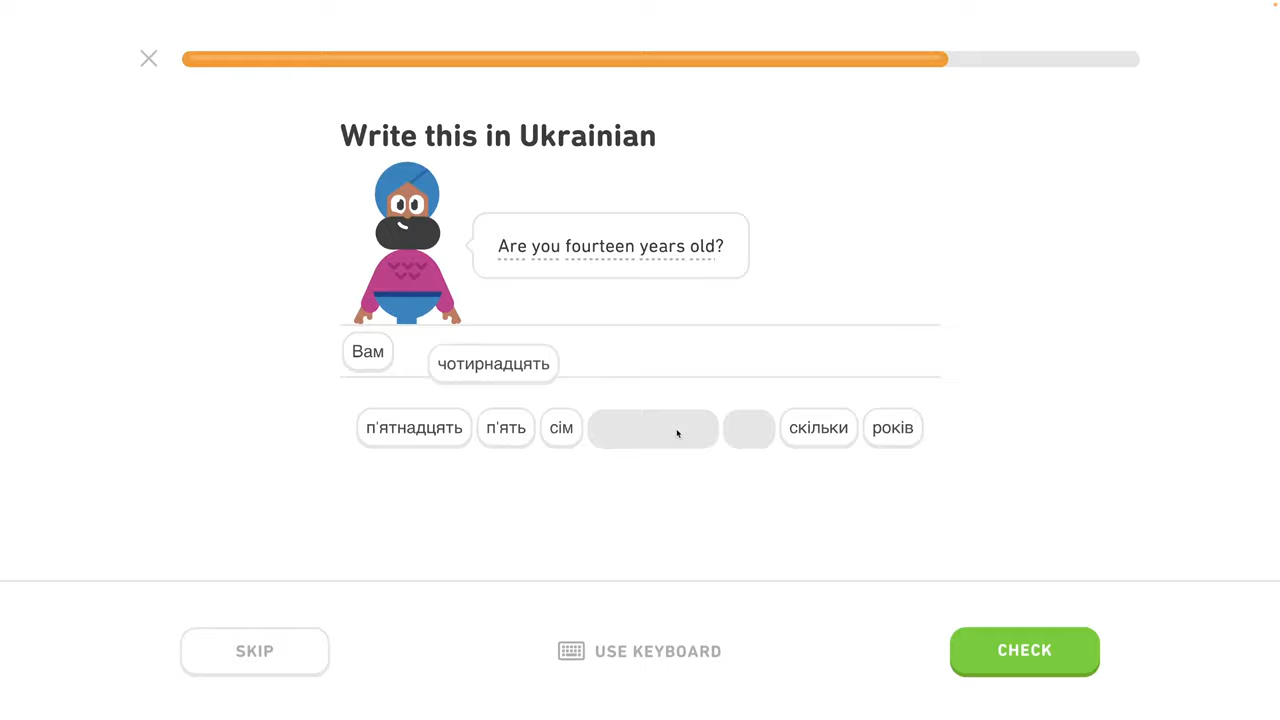 Write this in Ukrainian
Are you fourteen years old?
Вам чотирнадцять
п'ятнадцять п'ять сім скільки років
SKIP USE KEYBOARD CHECK